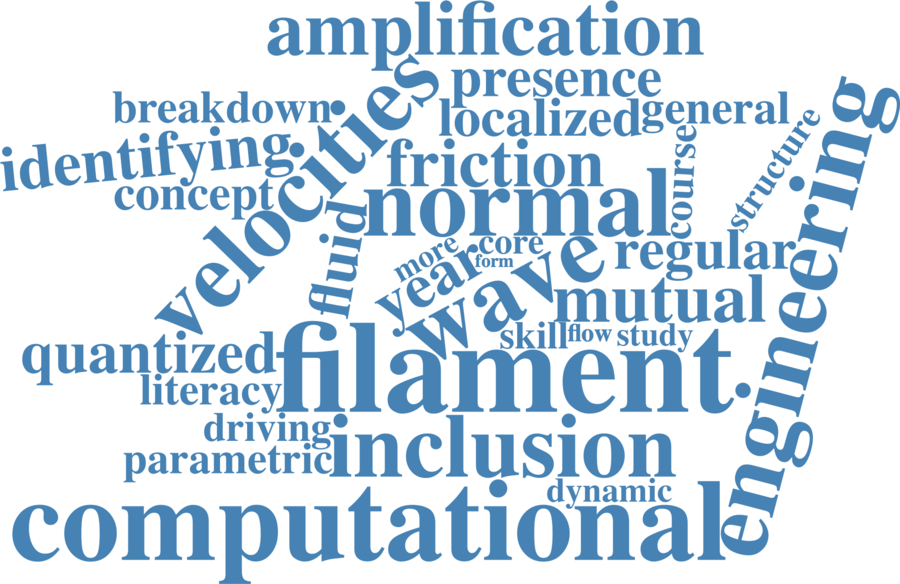 amplification
presence
breakdown
localized
general
velocities
identifying
friction
concept
normal
course
structure
engineering
fluid
more
core
form
year
wave
regular
mutual
skill
flow
study
quantized
filament
literacy
driving
inclusion
parametric
dynamic
computational